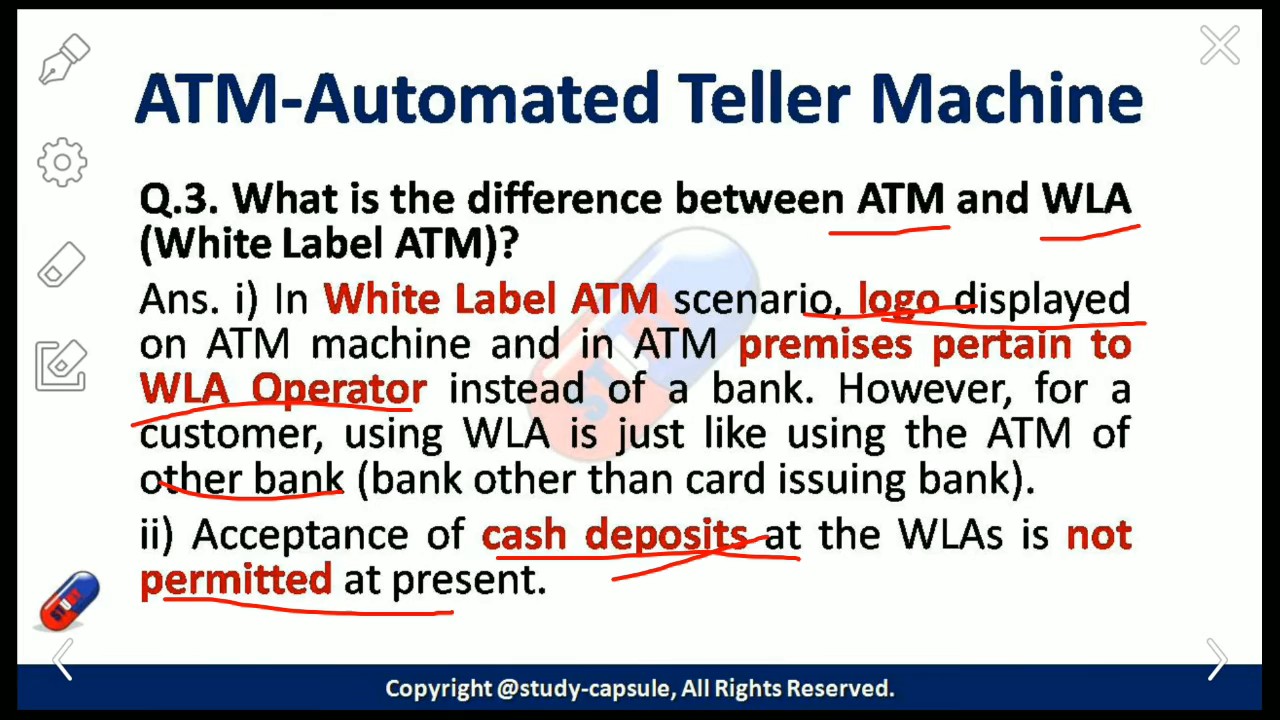 ATM-Automated Teller Machine
Q.3. What is the difference between ATM and WLA
(White Label ATM)?
Ans. i) In White Label ATM scenario, logo displayed
on ATM machine and in ATM premises pertain to
WLA Operator instead of a bank. However, for a
customer, using WLA is just like using the ATM of
other bank (bank other than card issuing bank).
ii) Acceptance of cash deposits at the WLAs is not
permitted at present.
STUDY
Copyright @study-capsule, All Rights Reserved.